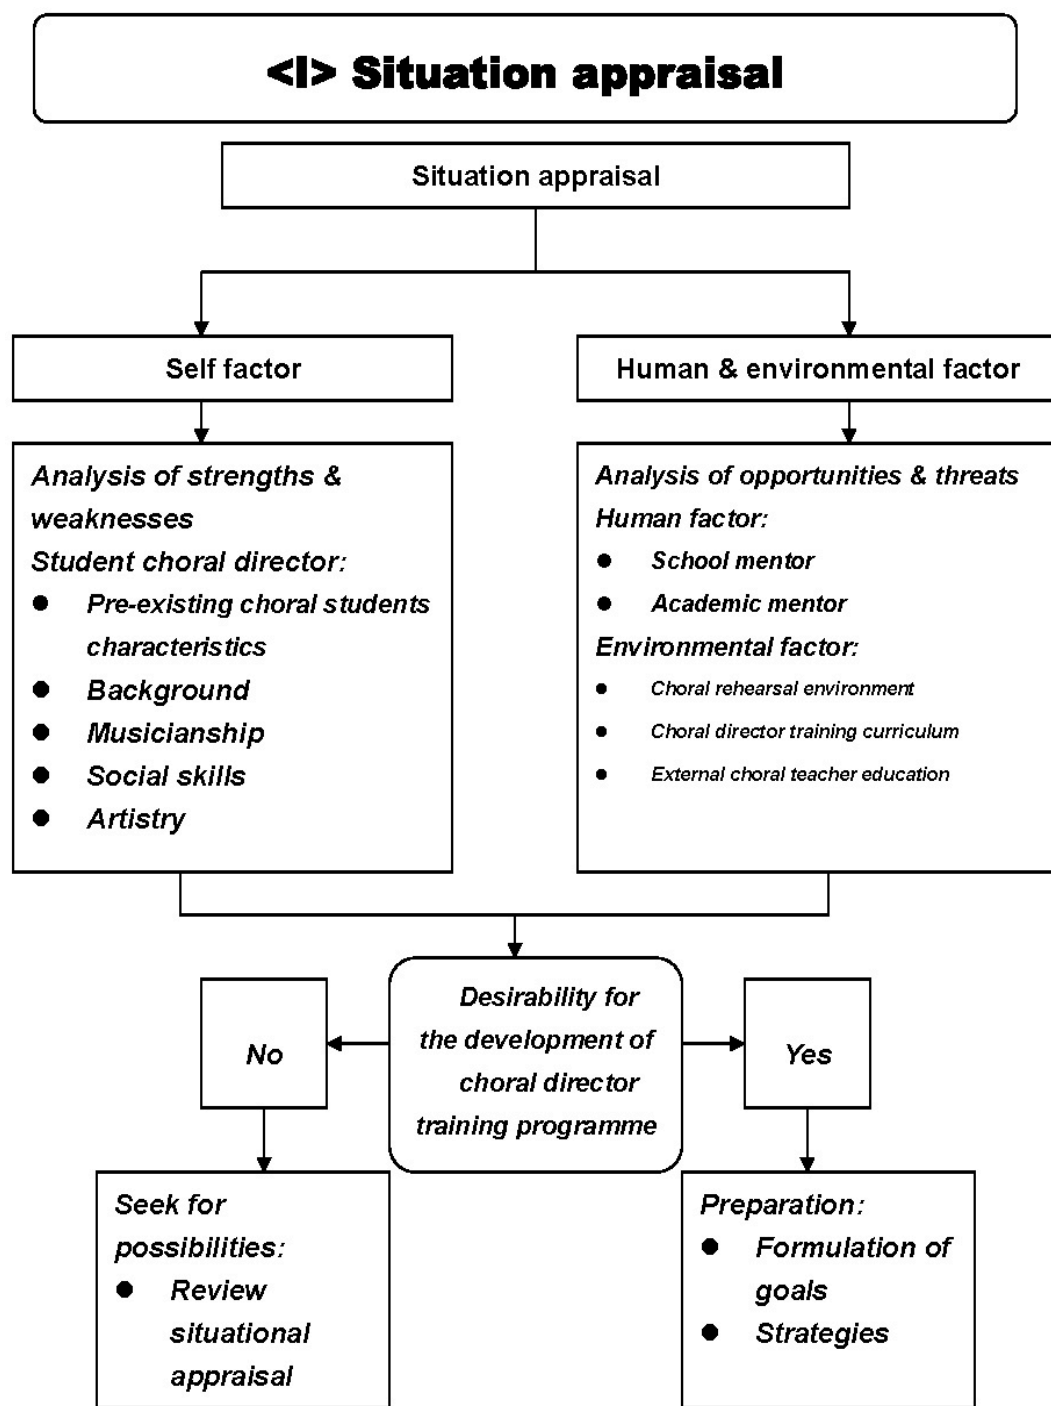 <I> Situation appraisal
Situation appraisal
Self factor
Human & environmental factor
Analysis of strengths &
weaknesses
Student choral director:
● Pre-existing choral students
characteristics
● Background
● Musicianship
● Social skills
● Artistry
Analysis of opportunities & threats
Human factor:
● School mentor
● Academic mentor
Environmental factor:
● Choral rehearsal environment
● Choral director training curriculum
● External choral teacher education
Desirability for
the development of
choral director
training programme
No
Yes
Seek for
possibilities:
● Review
situational
appraisal
Preparation:
● Formulation of
goals
● Strategies